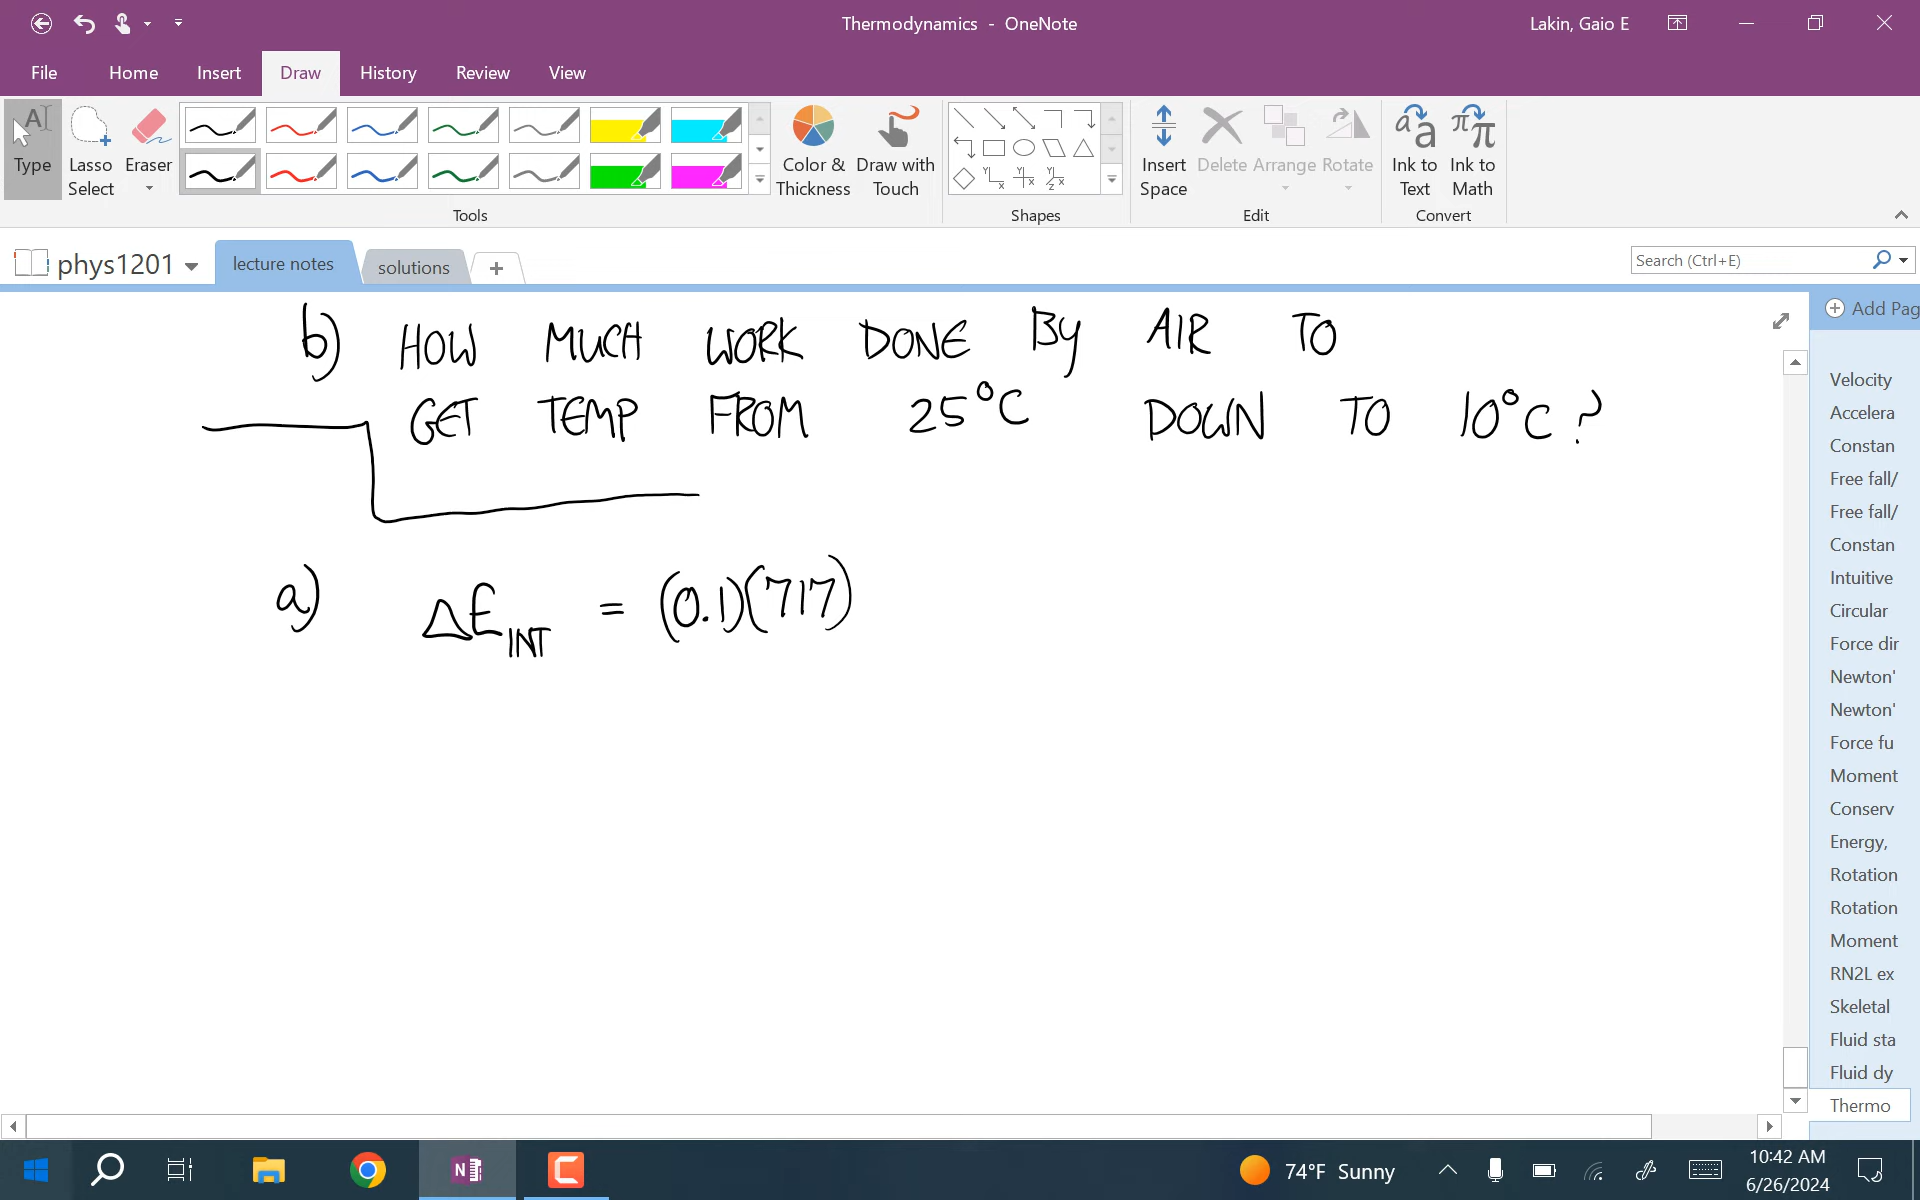 Thermodynamics - OneNote
Lakin, Gaio E
File Home Insert Draw History Review View
Type
Lasso Select
Eraser
Color & Thickness
Draw with Touch
Insert Space
Delete
Arrange
Rotate
Ink to Text
Ink to Math
Tools
Shapes
Edit
Convert
phys1201
lecture notes
solutions
Search (Ctrl+E)
b) HOW MUCH WORK DONE BY AIR TO
GET TEMP FROM 25°C DOWN TO 10°C?
a) ΔE_INT = (0.1)(717)
Add Pag
Velocity
Accelera
Constan
Free fall/
Free fall/
Constan
Intuitive
Circular
Force dir
Newton'
Newton'
Force fu
Moment
Conserv
Energy,
Rotation
Rotation
Moment
RN2L ex
Skeletal
Fluid sta
Fluid dy
Thermo
74°F Sunny
10:42 AM
6/26/2024